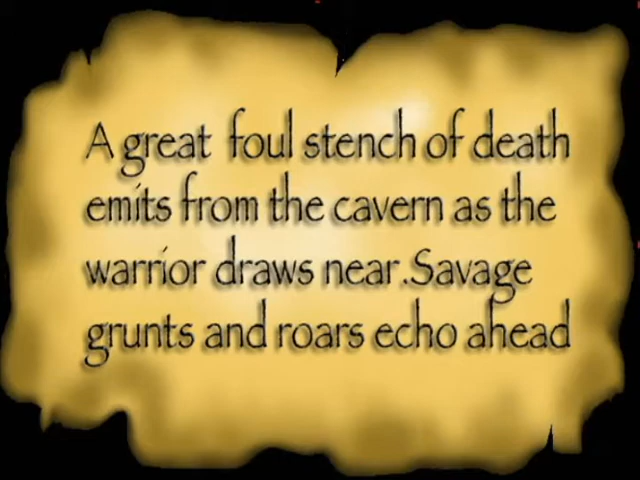 A great foul stench of death
emits from the cavern as the
warrior draws near.Savage
grunts and roars echo ahead